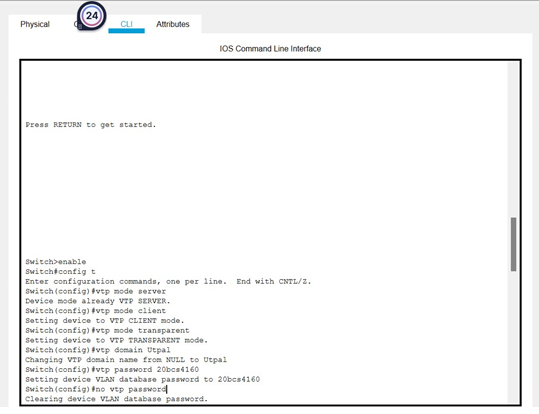 Physical
24
CLI
Attributes
IOS Command Line Interface
Press RETURN to get started.
Switch>enable
Switch#config t
Enter configuration commands, one per line.  End with CNTL/Z.
Switch(config)#vtp mode server
Device mode already VTP SERVER.
Switch(config)#vtp mode client
Setting device to VTP CLIENT mode.
Switch(config)#vtp mode transparent
Setting device to VTP TRANSPARENT mode.
Switch(config)#vtp domain Utpal
Changing VTP domain name from NULL to Utpal
Switch(config)#vtp password 20bcs4160
Setting device VLAN database password to 20bcs4160
Switch(config)#no vtp password
Clearing device VLAN database password.